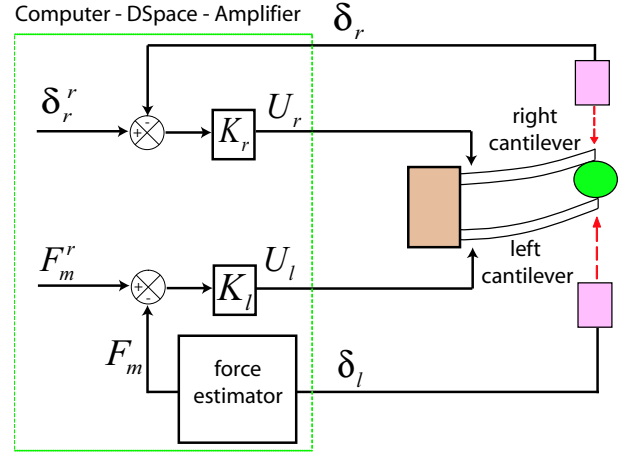 Computer - DSpace - Amplifier
δ_r
δ_r^r
+
-
K_r
U_r
right
cantilever
F_m^r
+
-
K_l
U_l
left
cantilever
F_m
force
estimator
δ_l